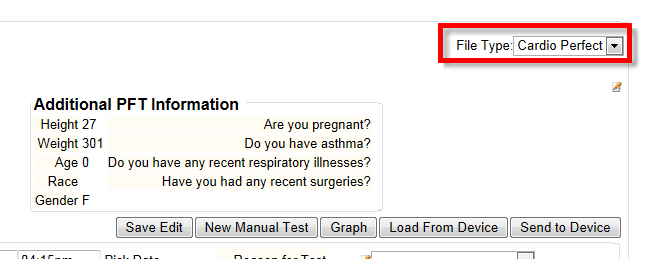 File Type: Cardio Perfect
Additional PFT Information
Height 27 Are you pregnant?
Weight 301 Do you have asthma?
Age 0 Do you have any recent respiratory illnesses?
Race Have you had any recent surgeries?
Gender F
Save Edit New Manual Test Graph Load From Device Send to Device
04:15pm Pick Date Reason for Test